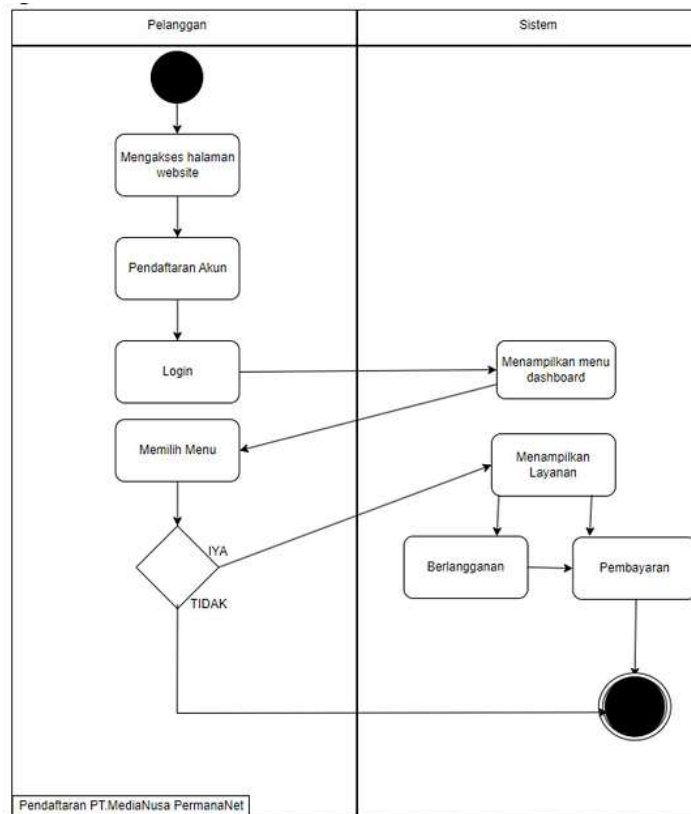 Pelanggan
Sistem
Mengakses halaman
website
Pendaftaran Akun
Login
Menampilkan menu
dashboard
Memilih Menu
Menampilkan
Layanan
IYA
Berlangganan
Pembayaran
TIDAK
Pendaftaran PT.MediaNusa PermanaNet